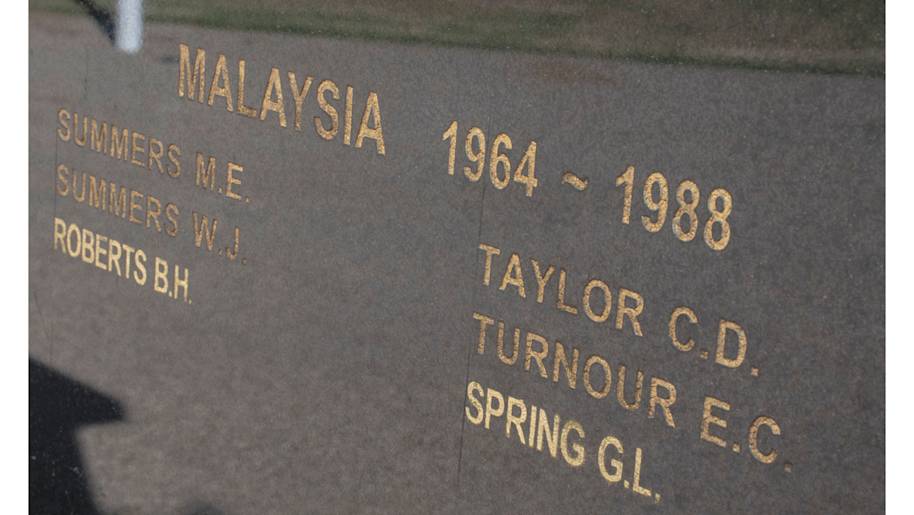 MALAYSIA 1964 ~ 1988
SUMMERS M.E.
SUMMERS W.J.
ROBERTS B.H.
TAYLOR C.D.
TURNOUR E.C.
SPRING G.L.